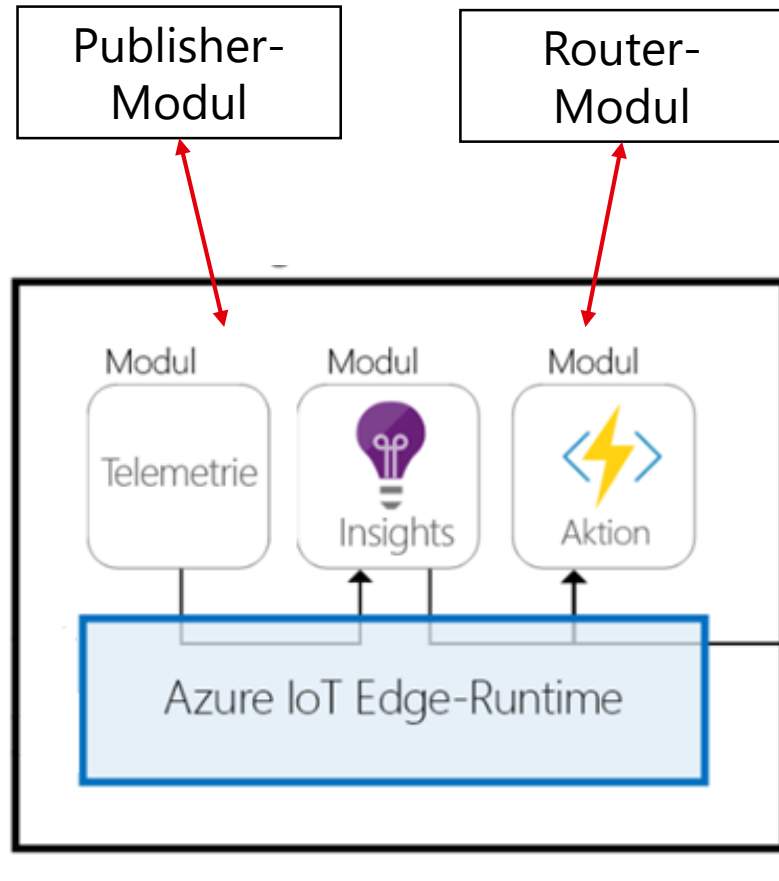 Publisher-
Modul
Router-
Modul
Modul
Modul
Modul
Telemetrie
Insights
Aktion
Azure IoT Edge-Runtime